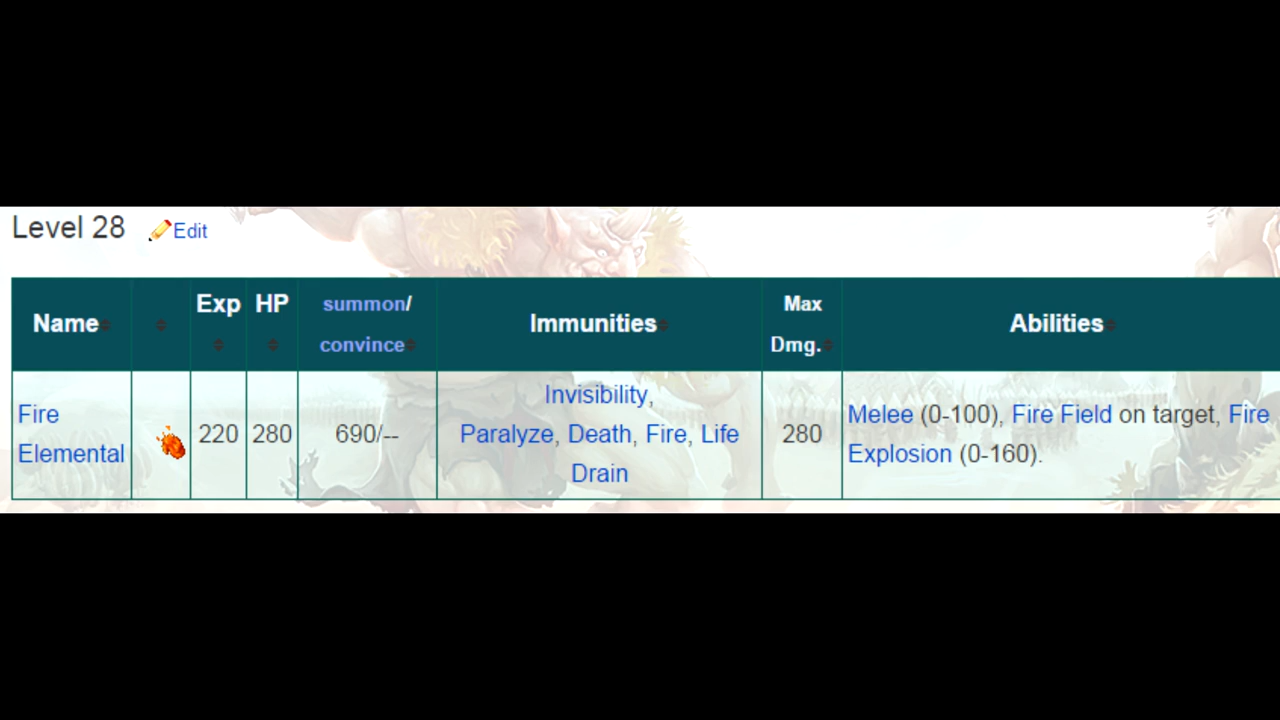 Level 28 Edit
Name Exp HP summon/ convince Immunities Max Dmg. Abilities
Fire Elemental 220 280 690/-- Invisibility, Paralyze, Death, Fire, Life Drain 280 Melee (0-100), Fire Field on target, Fire Explosion (0-160).